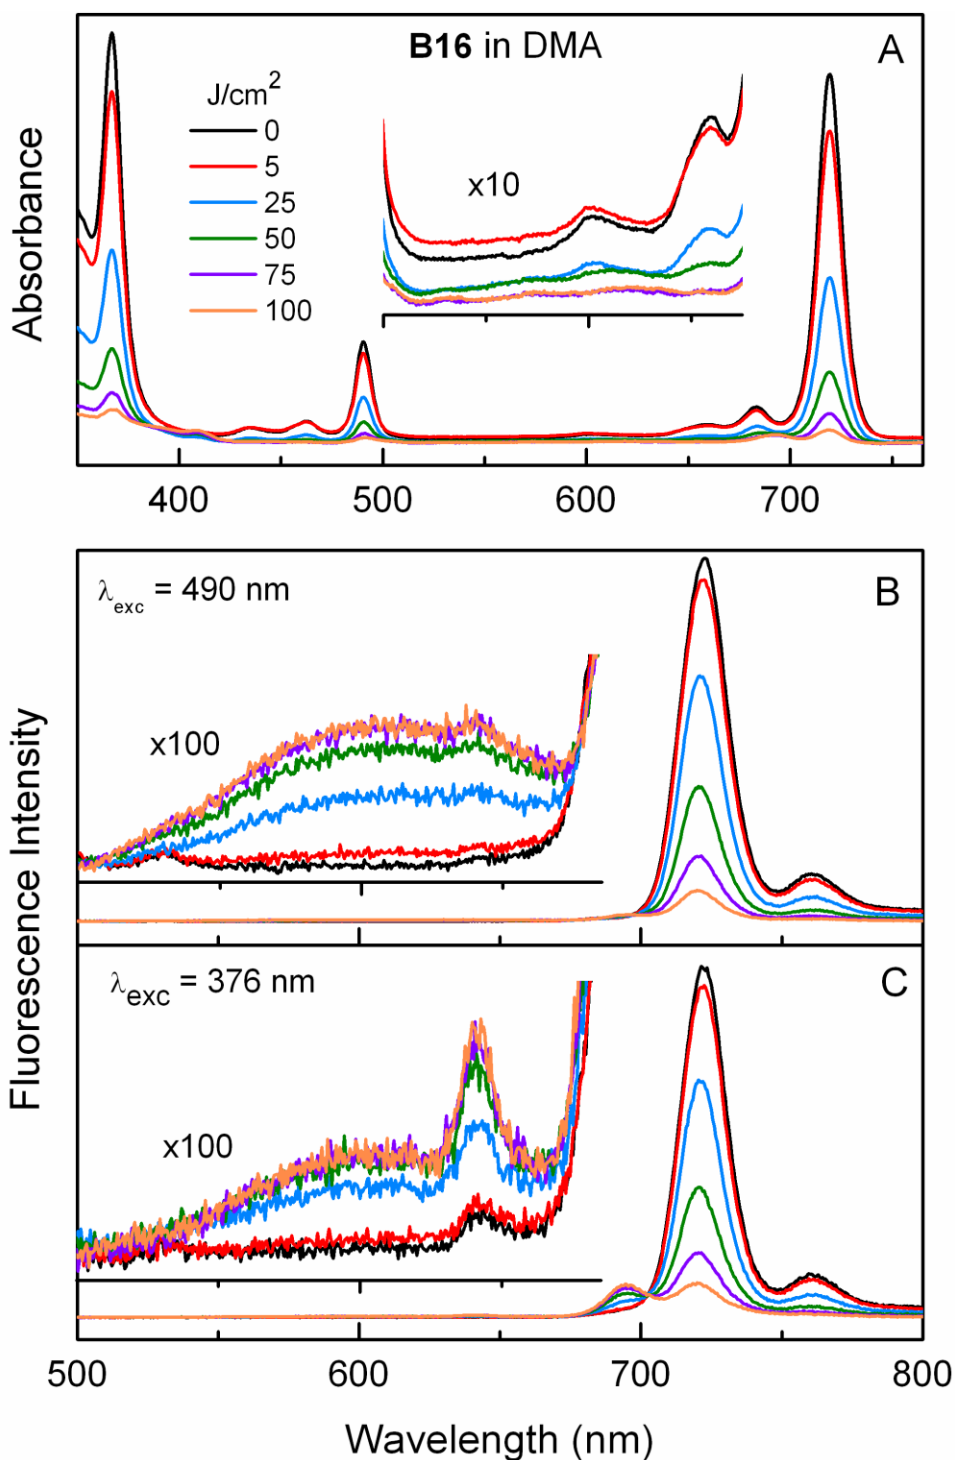 B16 in DMA
A
J/cm²
0
5
25
50
75
100
x10
Absorbance
400
500
600
700
λexc = 490 nm
B
x100
λexc = 376 nm
C
x100
Fluorescence Intensity
500
600
700
800
Wavelength (nm)